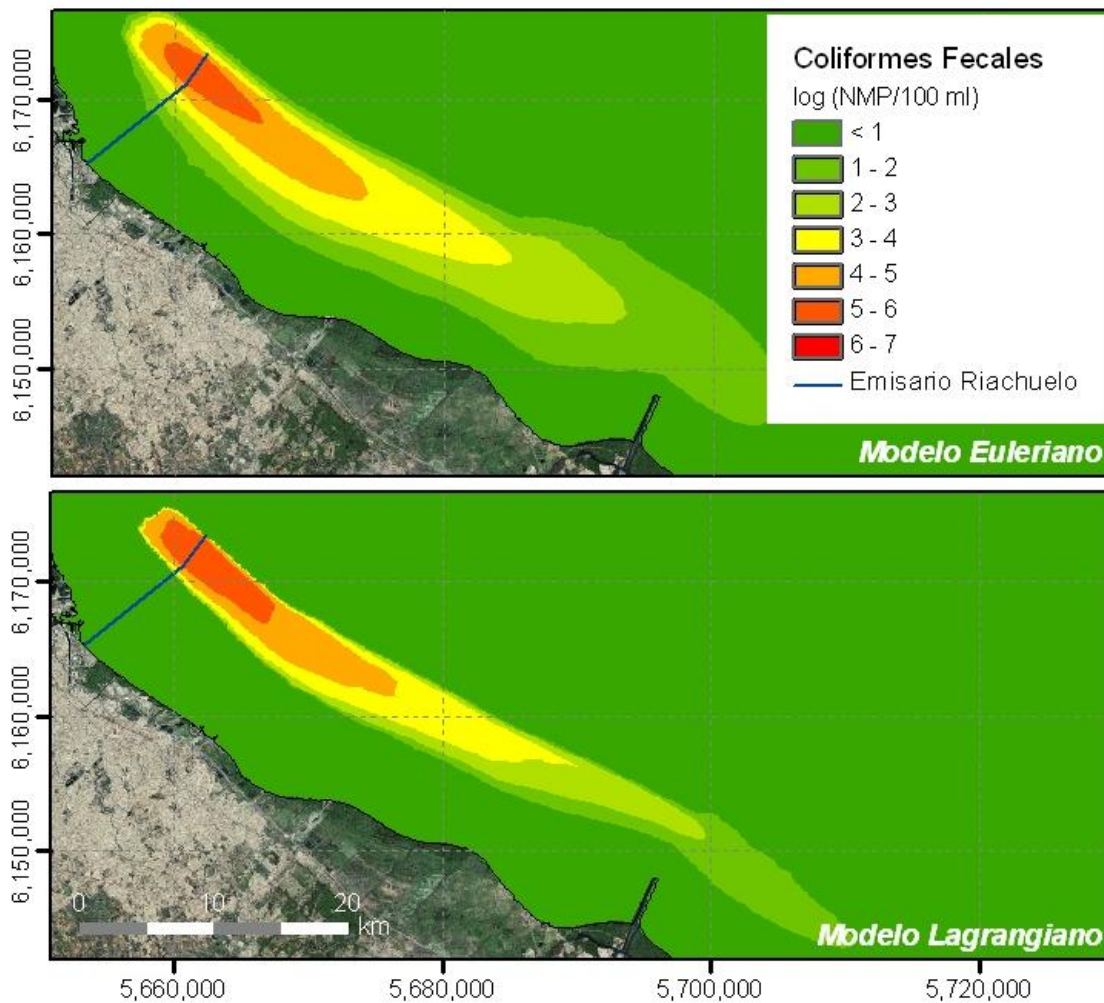 6,170,000
6,160,000
6,150,000
Coliformes Fecales
log (NMP/100 ml)
< 1
1 - 2
2 - 3
3 - 4
4 - 5
5 - 6
6 - 7
Emisario Riachuelo
Modelo Euleriano
6,170,000
6,160,000
6,150,000
0 10 20
km
Modelo Lagrangiano
5,660,000 5,680,000 5,700,000 5,720,000